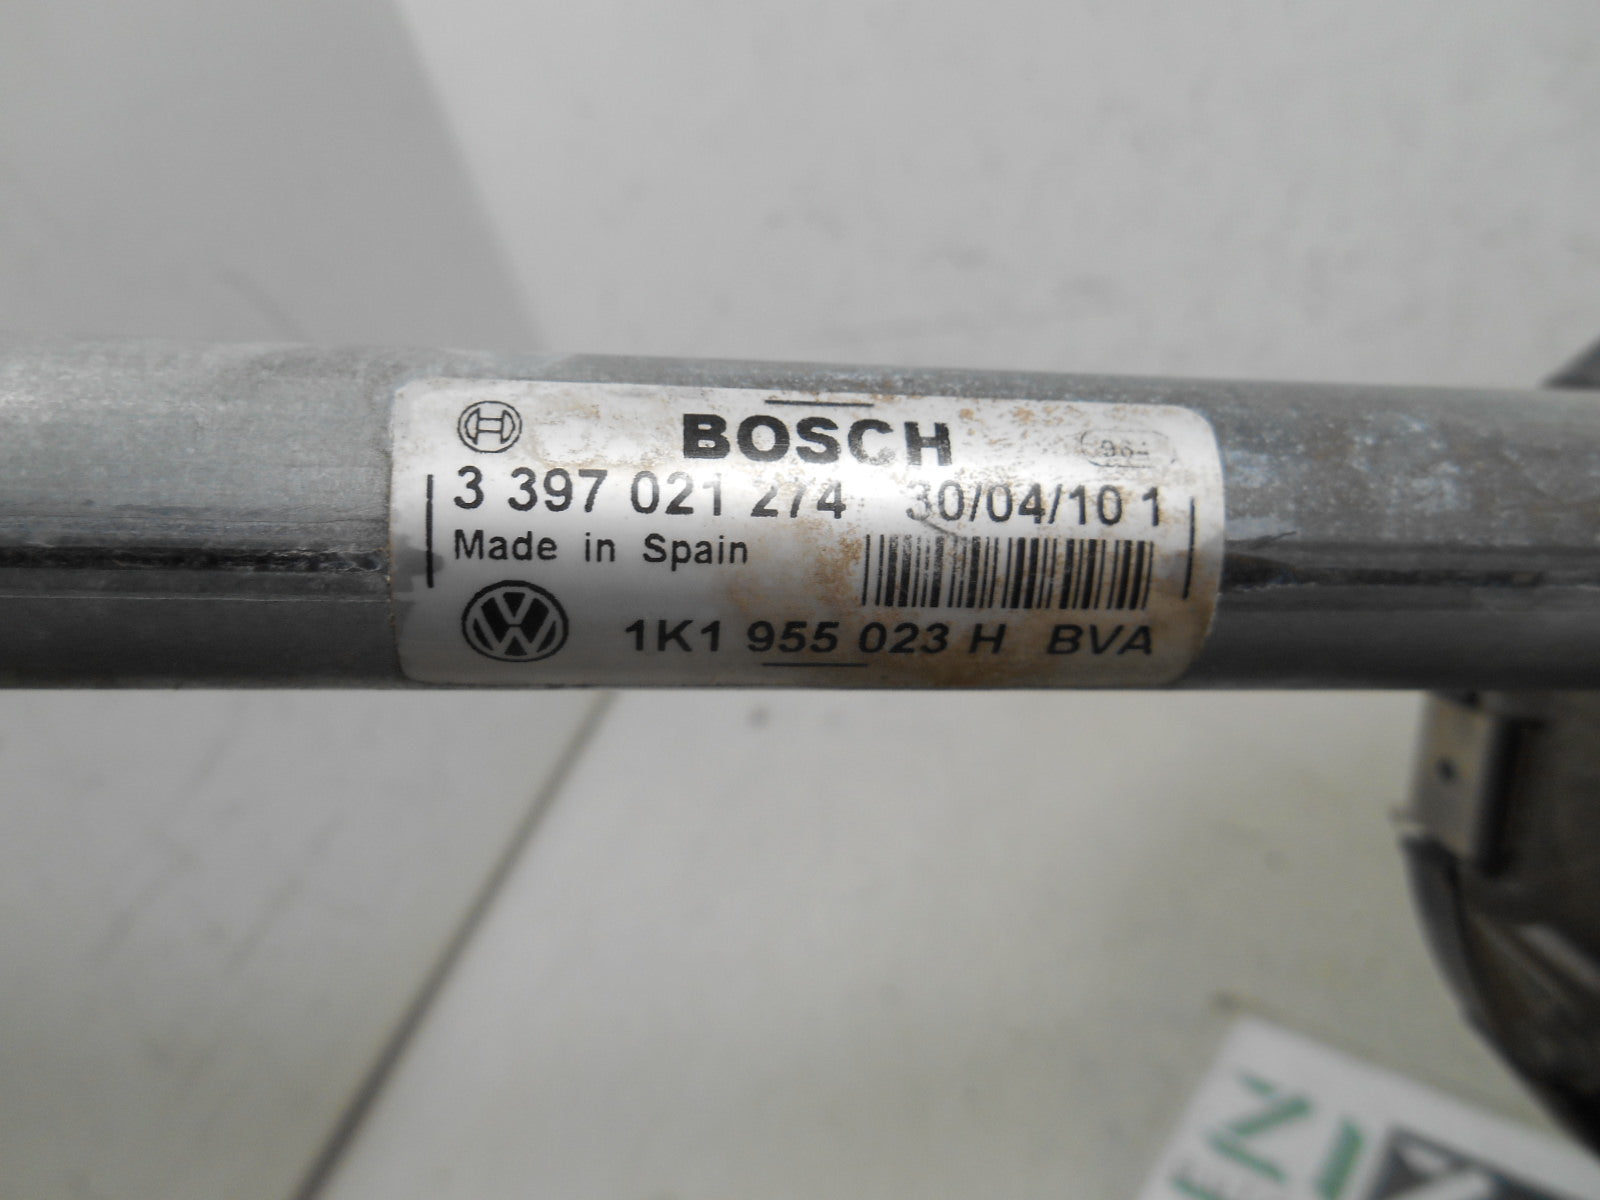 BOSCH
3 397 021 274 30/04/10 1
Made in Spain
1K1 955 023 H BVA